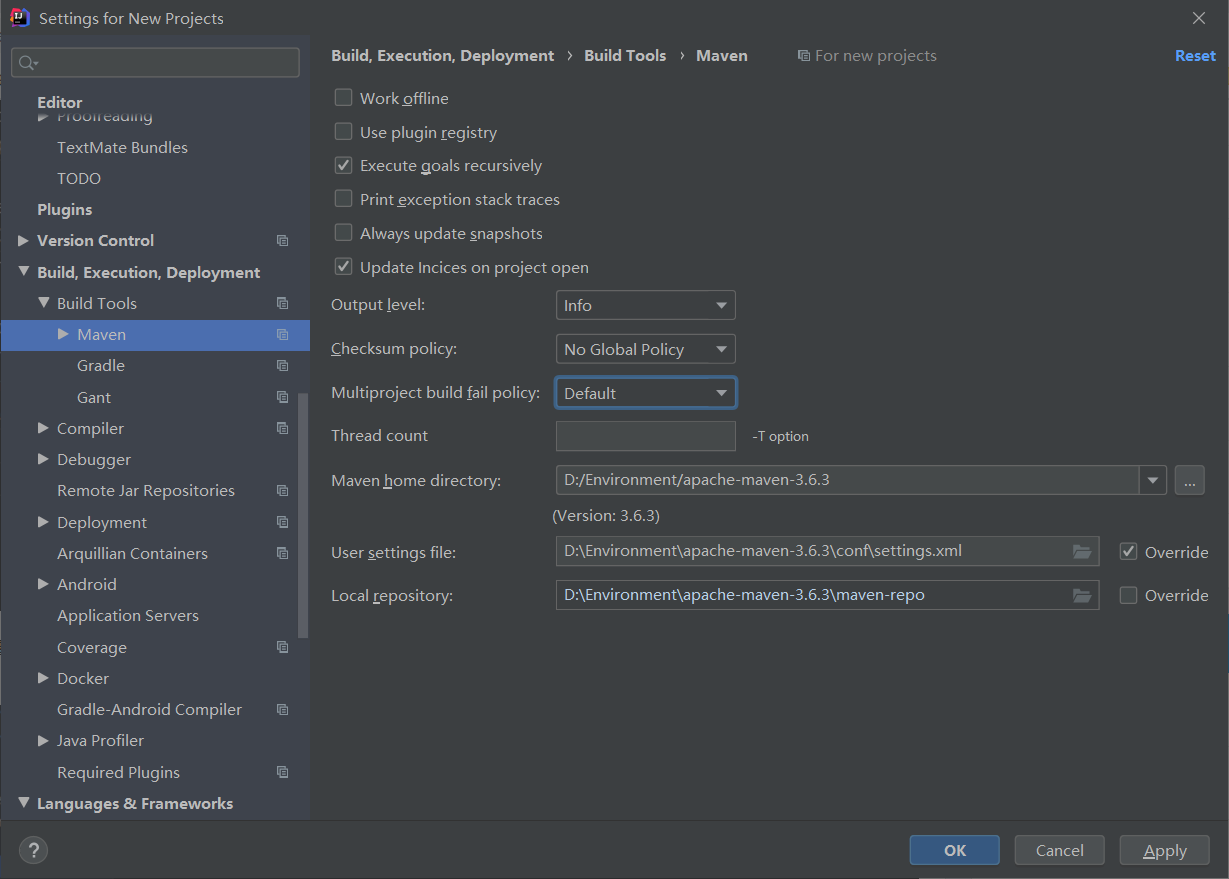 Settings for New Projects
Editor
Proofreading
TextMate Bundles
TODO
Plugins
Version Control
Build, Execution, Deployment
Build Tools
Maven
Gradle
Gant
Compiler
Debugger
Remote Jar Repositories
Deployment
Arquillian Containers
Android
Application Servers
Coverage
Docker
Gradle-Android Compiler
Java Profiler
Required Plugins
Languages & Frameworks
Build, Execution, Deployment › Build Tools › Maven For new projects Reset
Work offline
Use plugin registry
Execute goals recursively
Print exception stack traces
Always update snapshots
Update Incices on project open
Output level: Info
Checksum policy: No Global Policy
Multiproject build fail policy: Default
Thread count -T option
Maven home directory: D:/Environment/apache-maven-3.6.3 ...
(Version: 3.6.3)
User settings file: D:\Environment\apache-maven-3.6.3\conf\settings.xml Override
Local repository: D:\Environment\apache-maven-3.6.3\maven-repo Override
? OK Cancel Apply